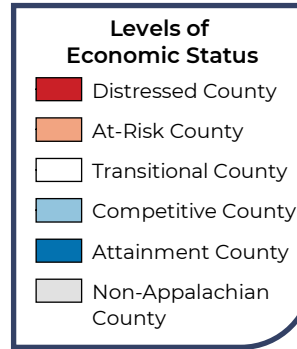 Levels of
Economic Status
Distressed County
At-Risk County
Transitional County
Competitive County
Attainment County
Non-Appalachian
County